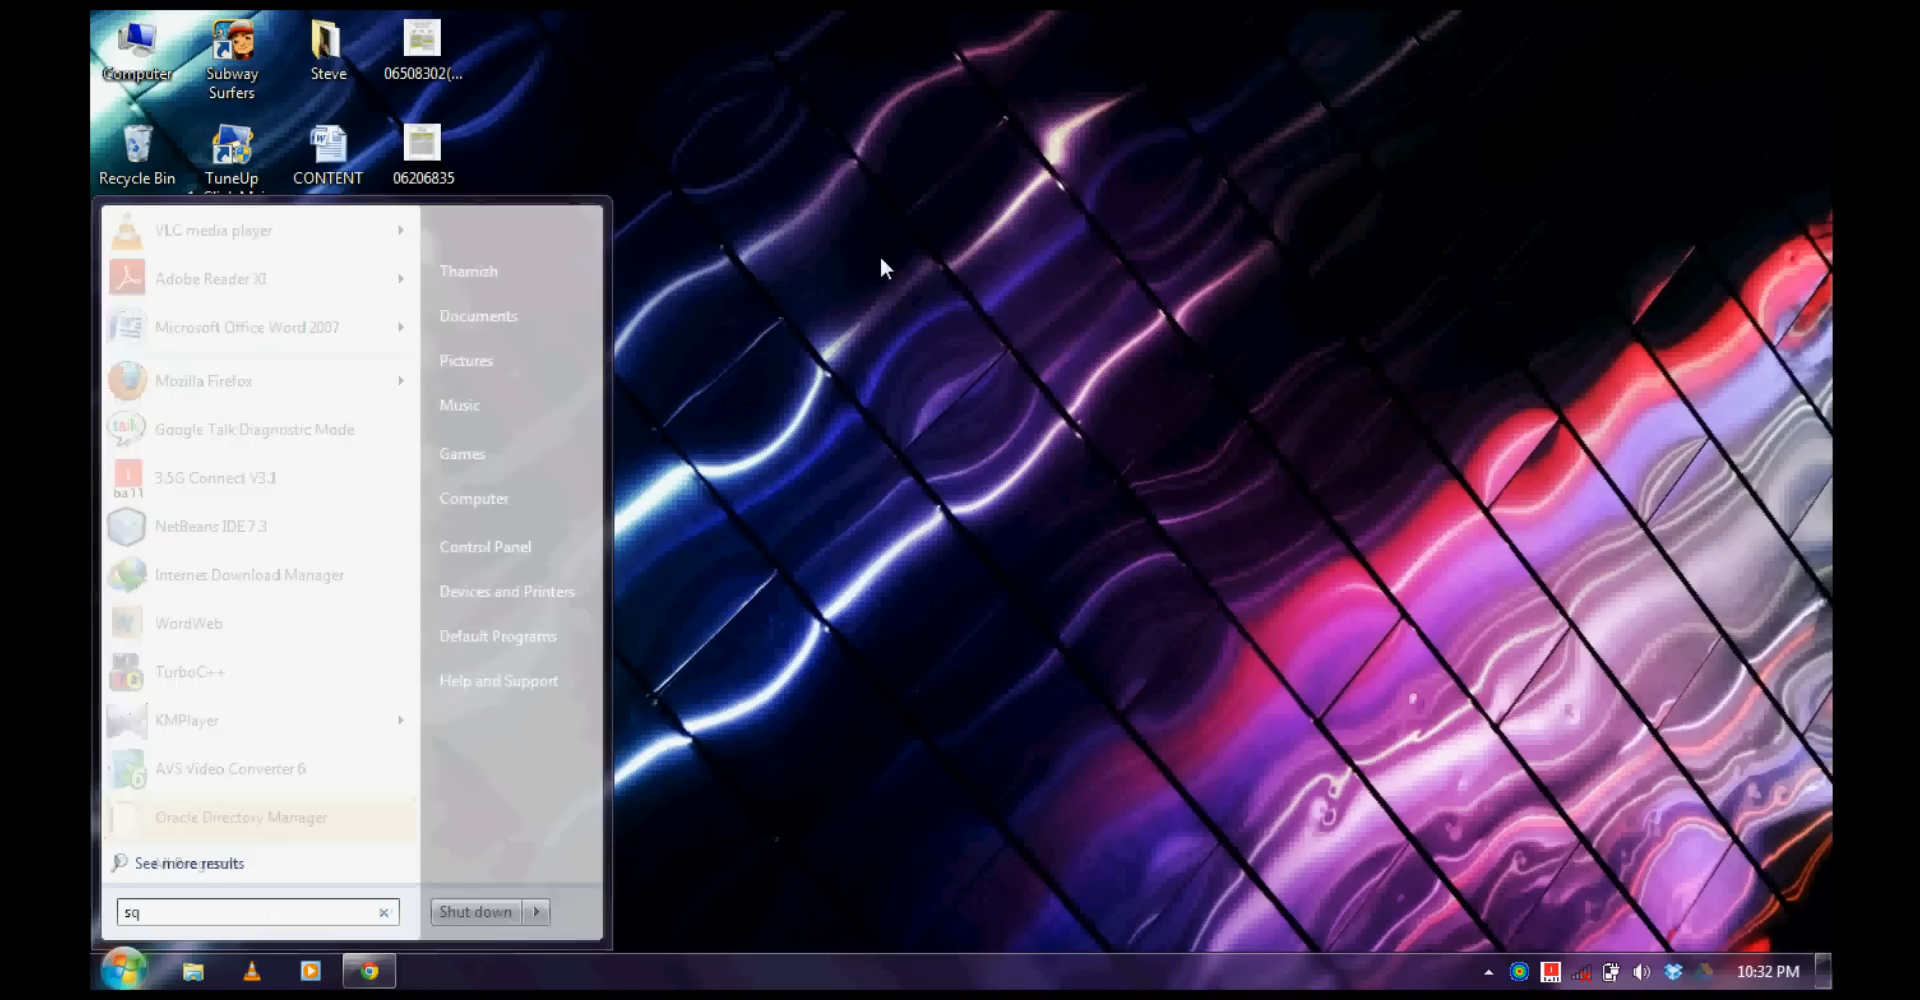 Computer
Subway Surfers
Steve
06508302(...
Recycle Bin
TuneUp
CONTENT
06206835
VLC media player
Adobe Reader XI
Microsoft Office Word 2007
Mozilla Firefox
talk
Google Talk Diagnostic Mode
ball
3.5G Connect V3.1
NetBeans IDE 7.3
Internet Download Manager
WordWeb
TurboC++
KMPlayer
AVS Video Converter 6
Oracle Directory Manager
See more results
sq
Thamizh
Documents
Pictures
Music
Games
Computer
Control Panel
Devices and Printers
Default Programs
Help and Support
Shut down
10:32 PM